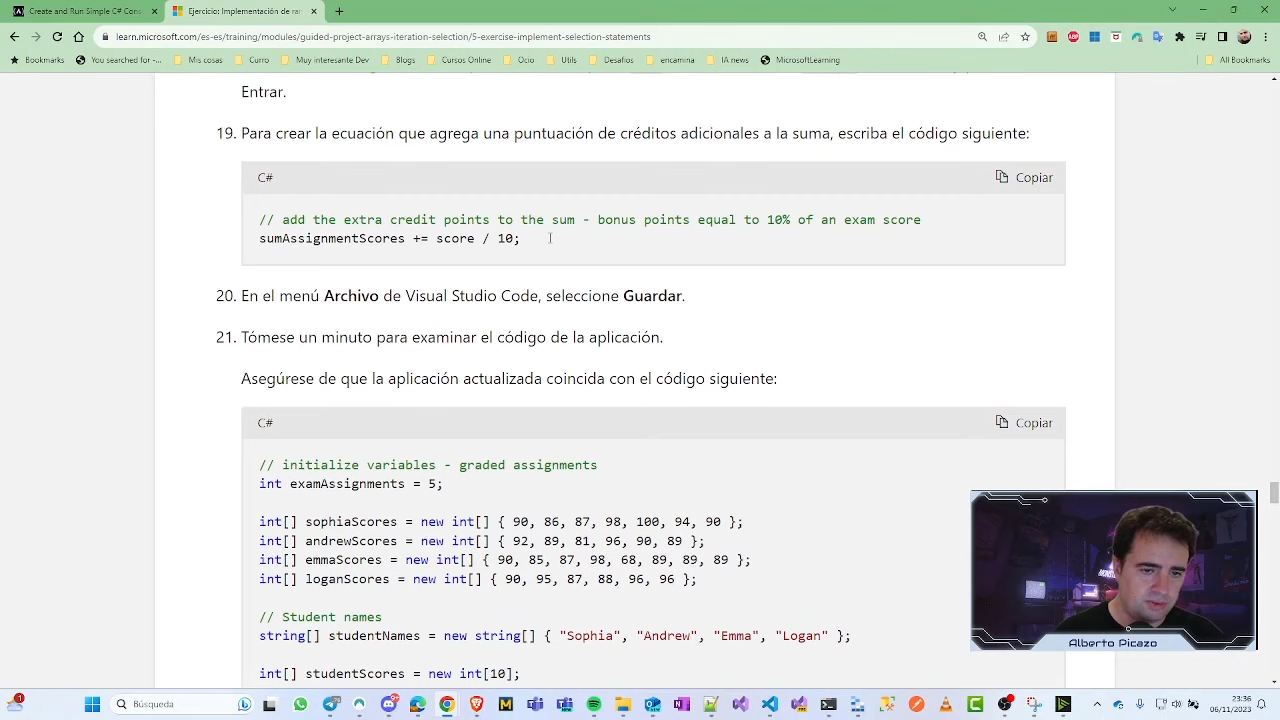 Create and Run Simple C# Cons
Ejercicio: Implementación de rar
learn.microsoft.com/es-es/training/modules/guided-project-arrays-iteration-selection/5-exercise-implement-selection-statements
Bookmarks
You searched for -...
Mis cosas
Curro
Muy interesante Dev
Blogs
Cursos Online
Ocio
Utils
Desafios
encamina
IA news
MicrosoftLearning
All Bookmarks
Entrar.
19. Para crear la ecuación que agrega una puntuación de créditos adicionales a la suma, escriba el código siguiente:
C#
Copiar
// add the extra credit points to the sum - bonus points equal to 10% of an exam score
sumAssignmentScores += score / 10;
20. En el menú Archivo de Visual Studio Code, seleccione Guardar.
21. Tómese un minuto para examinar el código de la aplicación.
Asegúrese de que la aplicación actualizada coincida con el código siguiente:
C#
Copiar
// initialize variables - graded assignments
int examAssignments = 5;
int[] sophiaScores = new int[] { 90, 86, 87, 98, 100, 94, 90 };
int[] andrewScores = new int[] { 92, 89, 81, 96, 90, 89 };
int[] emmaScores = new int[] { 90, 85, 87, 98, 68, 89, 89, 89 };
int[] loganScores = new int[] { 90, 95, 87, 88, 96, 96 };
// Student names
string[] studentNames = new string[] { "Sophia", "Andrew", "Emma", "Logan" };
int[] studentScores = new int[10];
Alberto Picazo
Búsqueda
23:36
06/11/2023